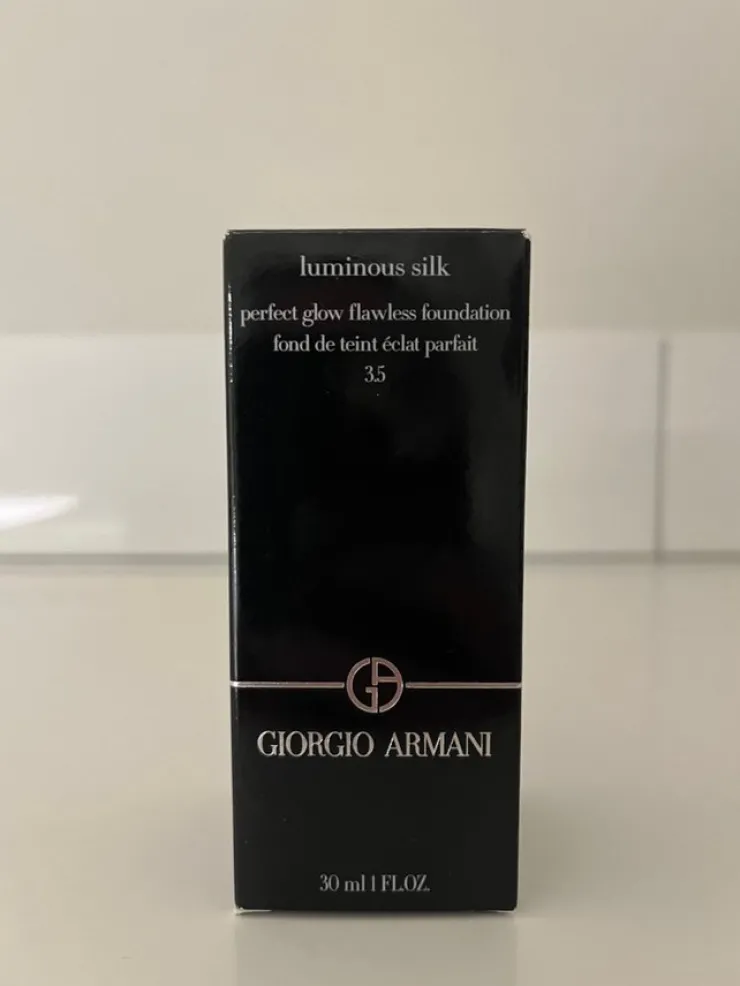 luminous silk
perfect glow flawless foundation
fond de teint éclat parfait
3.5
GA
GIORGIO ARMANI
30 ml 1 FL.OZ.